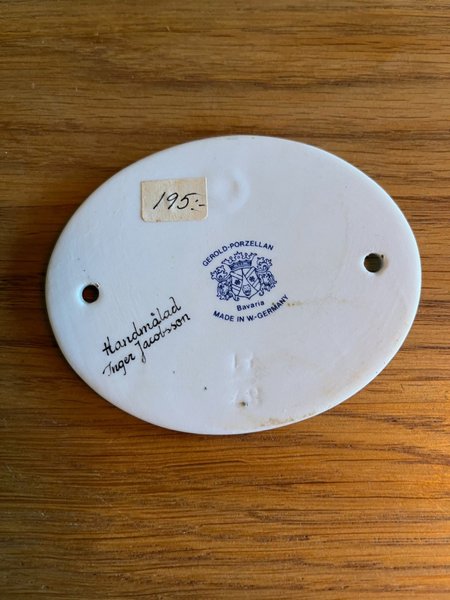 195:-
GEROLD-PORZELLAN
Bavaria
MADE IN W-GERMANY
Handmålad
Inger Jacobsson